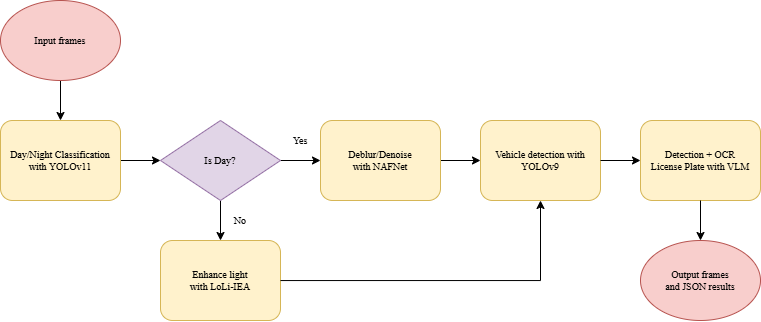 Input frames
Day/Night Classification
with YOLOv11
Is Day?
Yes
Deblur/Denoise
with NAFNet
Vehicle detection with
YOLOv9
Detection + OCR
License Plate with VLM
No
Enhance light
with LoLi-IEA
Output frames
and JSON results